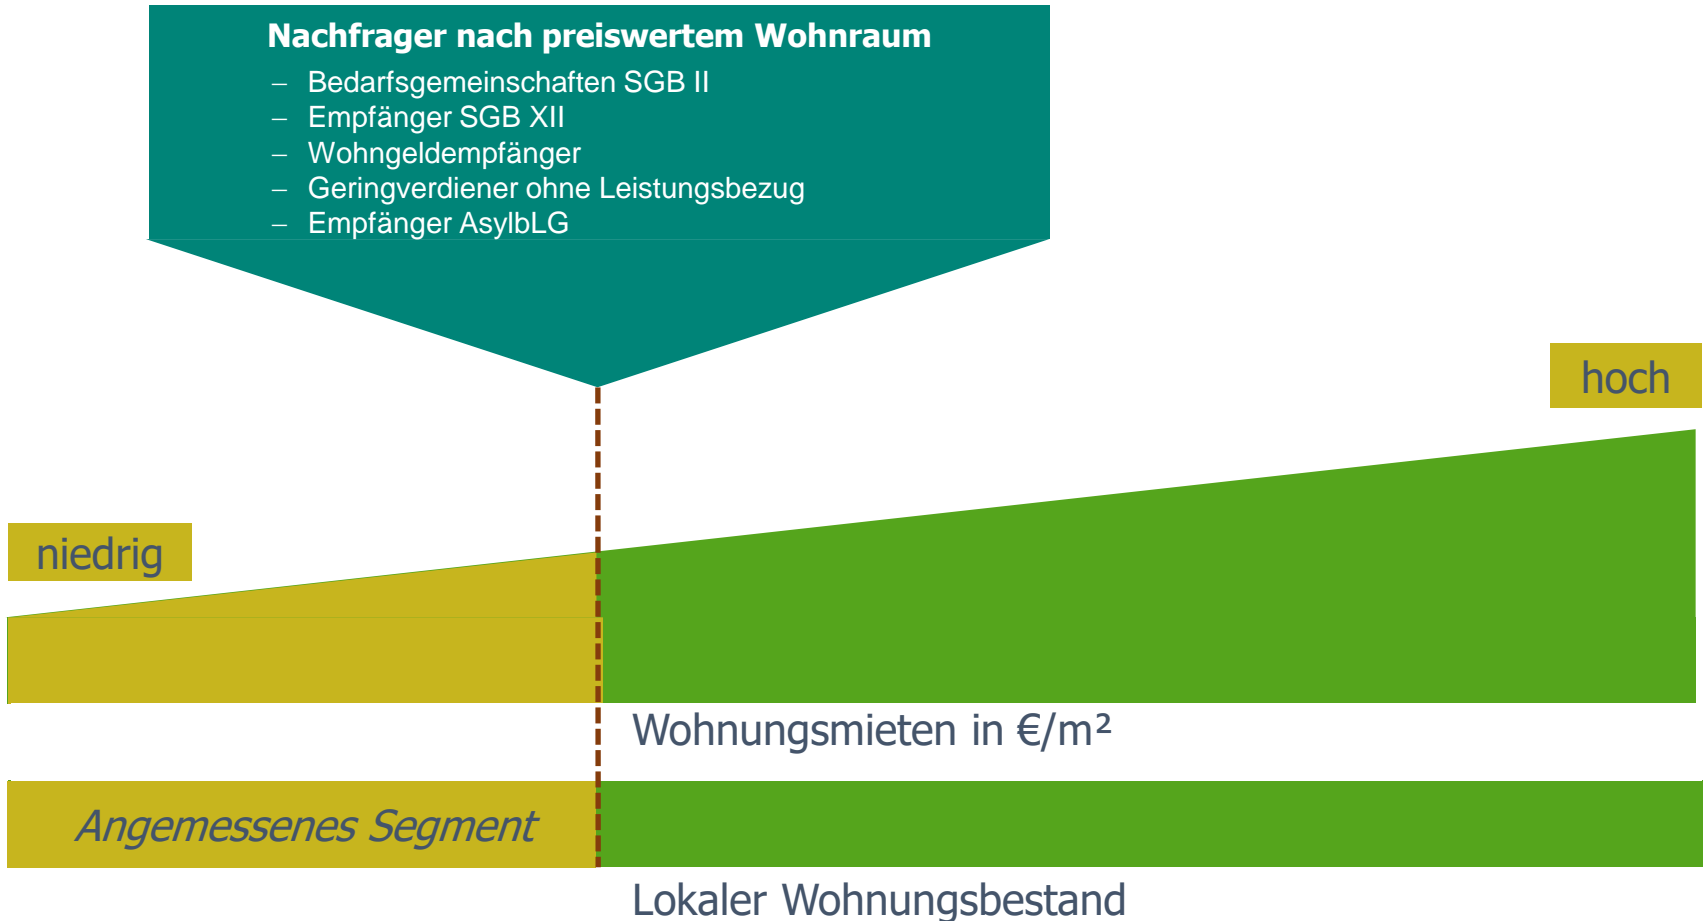 Nachfrager nach preiswertem Wohnraum
– Bedarfsgemeinschaften SGB II
– Empfänger SGB XII
– Wohngeldempfänger
– Geringverdiener ohne Leistungsbezug
– Empfänger AsylbLG
hoch
niedrig
Wohnungsmieten in €/m²
Angemessenes Segment
Lokaler Wohnungsbestand